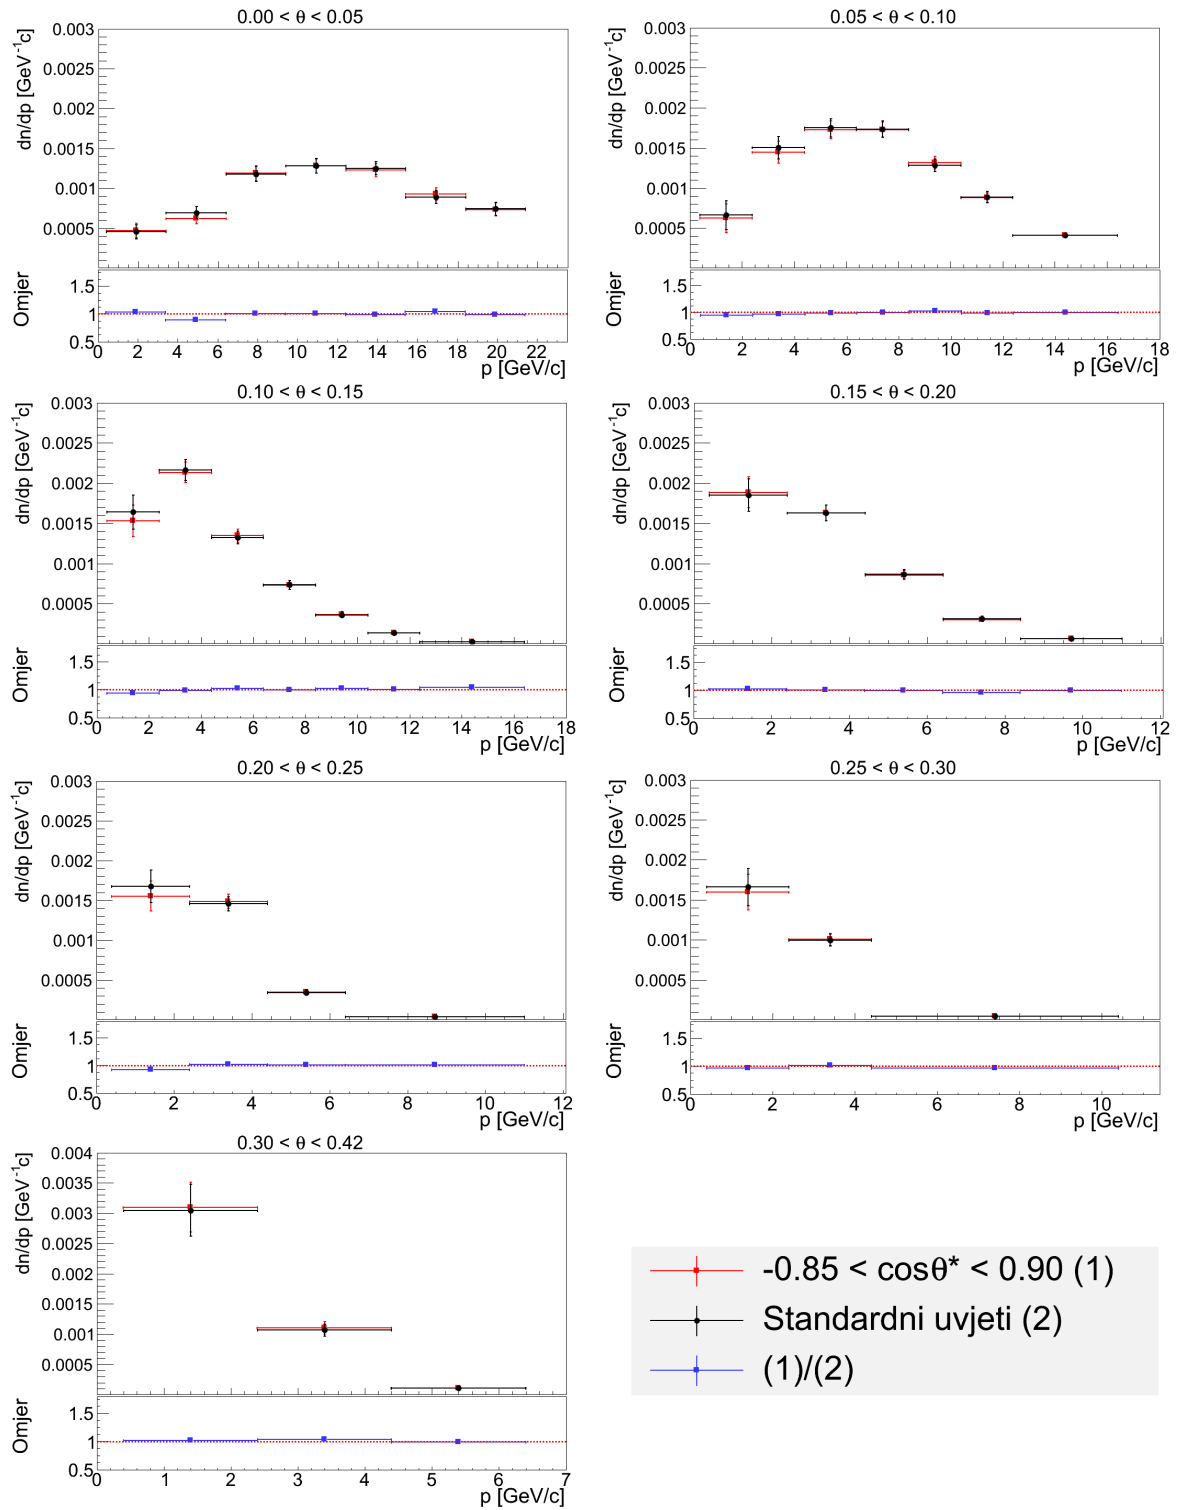 0.00 < θ < 0.05
dn/dp [GeV⁻¹c]
0.003
0.0025
0.002
0.0015
0.001
0.0005
Omjer
1.5
1
0.5
0 2 4 6 8 10 12 14 16 18 20 22
p [GeV/c]
0.05 < θ < 0.10
dn/dp [GeV⁻¹c]
0.003
0.0025
0.002
0.0015
0.001
0.0005
Omjer
1.5
1
0.5
0 2 4 6 8 10 12 14 16 18
p [GeV/c]
0.10 < θ < 0.15
dn/dp [GeV⁻¹c]
0.003
0.0025
0.002
0.0015
0.001
0.0005
Omjer
1.5
1
0.5
0 2 4 6 8 10 12 14 16 18
p [GeV/c]
0.15 < θ < 0.20
dn/dp [GeV⁻¹c]
0.003
0.0025
0.002
0.0015
0.001
0.0005
Omjer
1.5
1
0.5
0 2 4 6 8 10 12
p [GeV/c]
0.20 < θ < 0.25
dn/dp [GeV⁻¹c]
0.003
0.0025
0.002
0.0015
0.001
0.0005
Omjer
1.5
1
0.5
0 2 4 6 8 10 12
p [GeV/c]
0.25 < θ < 0.30
dn/dp [GeV⁻¹c]
0.003
0.0025
0.002
0.0015
0.001
0.0005
Omjer
1.5
1
0.5
0 2 4 6 8 10
p [GeV/c]
0.30 < θ < 0.42
dn/dp [GeV⁻¹c]
0.004
0.0035
0.003
0.0025
0.002
0.0015
0.001
0.0005
Omjer
1.5
1
0.5
0 1 2 3 4 5 6 7
p [GeV/c]
-0.85 < cosθ* < 0.90 (1)
Standardni uvjeti (2)
(1)/(2)